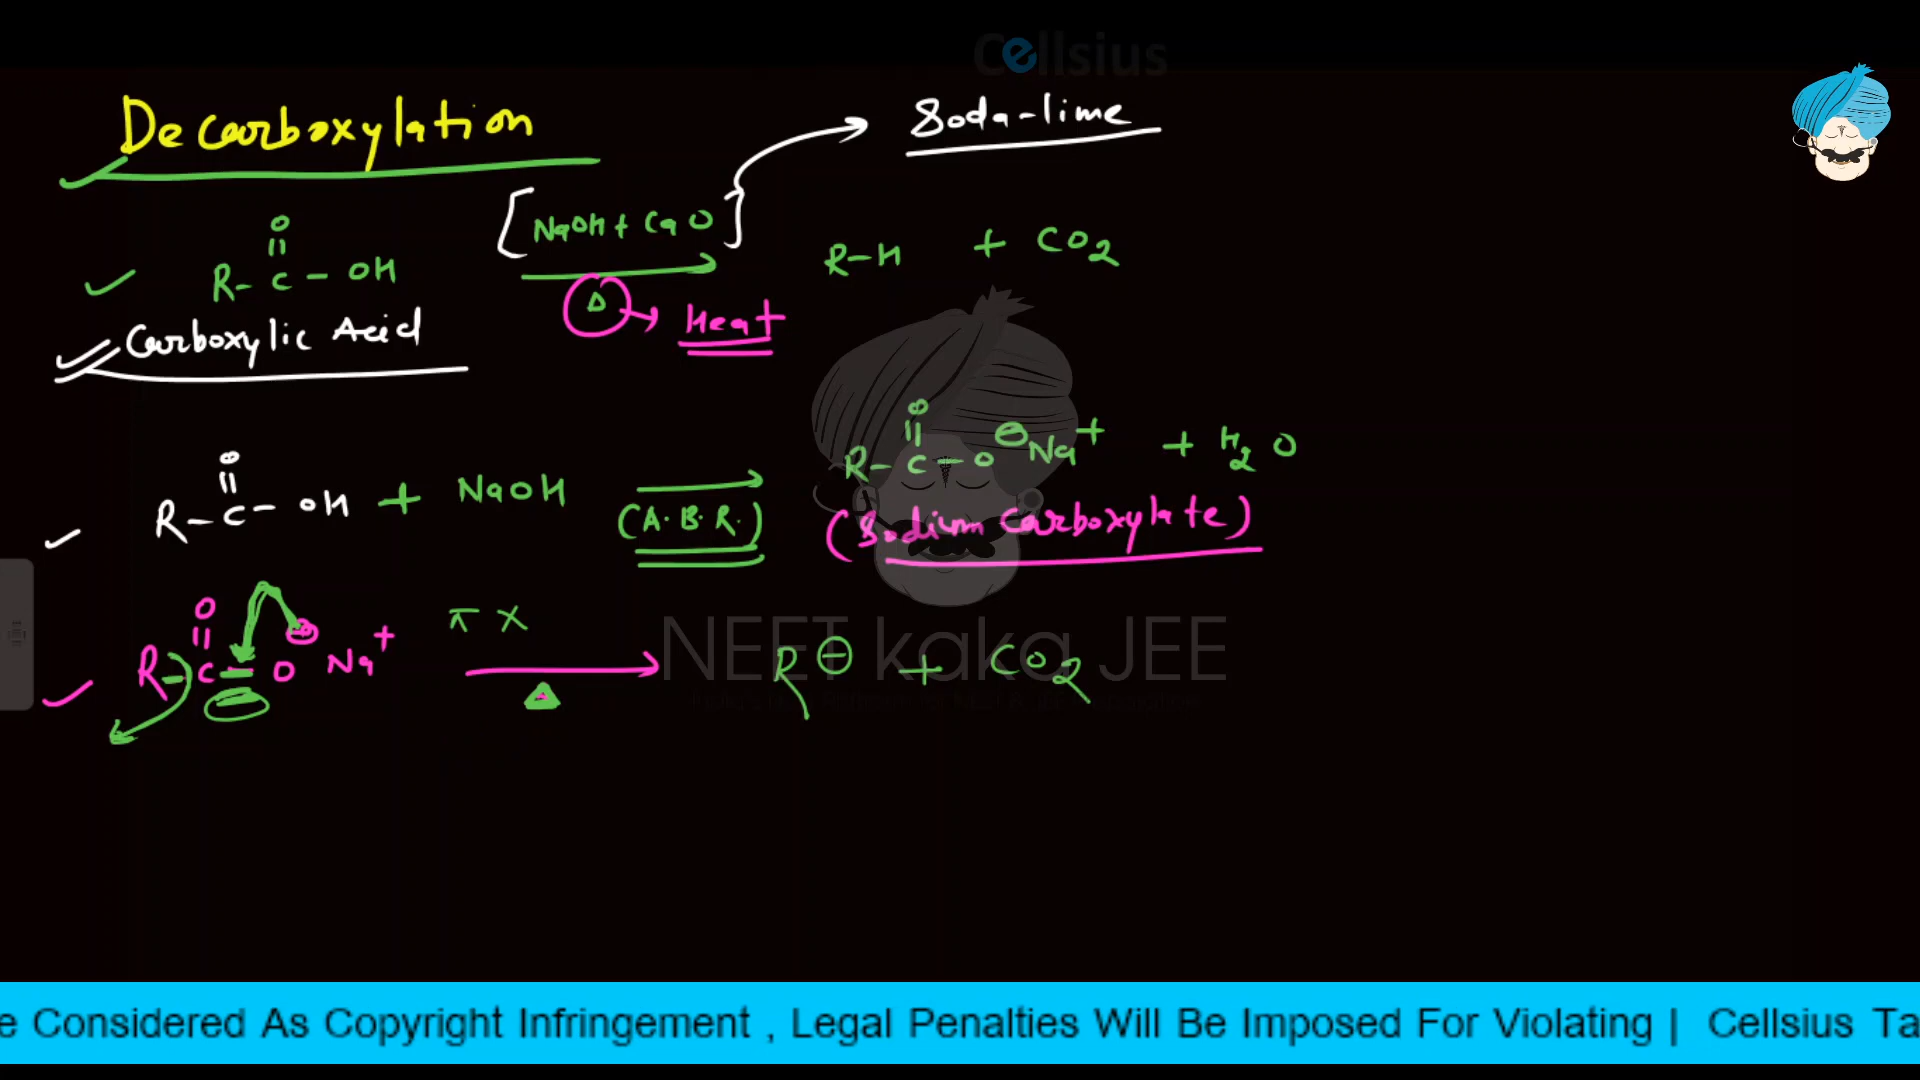 Cellsius
Decarboxylation
Soda-lime
O
||
R-C-OH
[NaOH + CaO]
Δ → Heat
R-H + CO2
Carboxylic Acid
O
||
R-C-OH + NaOH
(A.B.R.)
O
||
R-C-O⊖Na+ + H2O
(Sodium Carboxylate)
O
||
R-C=O Na+
π X
Δ
R⊖ + CO2
NEET kaka JEE
e Considered As Copyright Infringement , Legal Penalties Will Be Imposed For Violating | Cellsius Ta